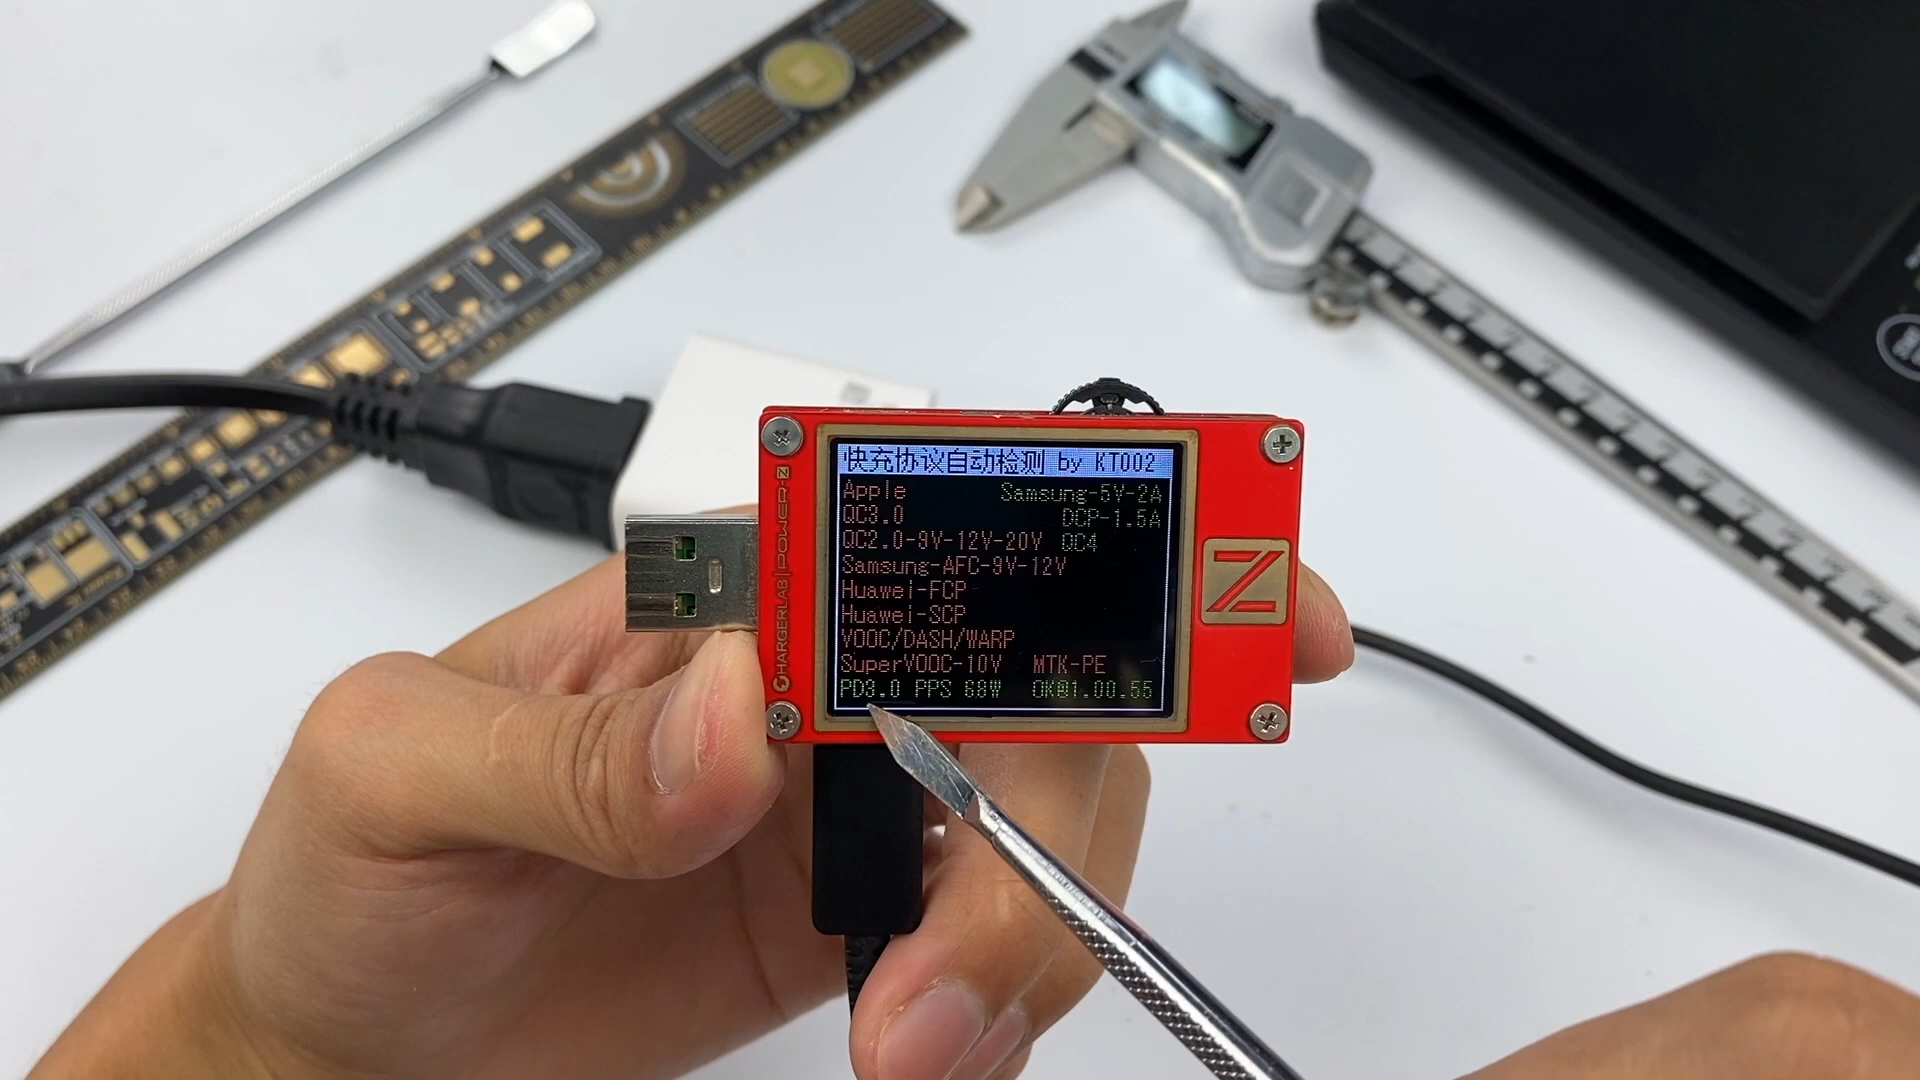 快充协议自动检测 by KT002
Apple Samsung-5V-2A
QC3.0 DCP-1.5A
QC2.0-9V-12V-20V QC4
Samsung-AFC-9V-12V
Huawei-FCP
Huawei-SCP
VOOC/DASH/WARP
SuperVOOC-10V MTK-PE
PD3.0 PPS 68W OK@1.00.55
CHARGERLAB | POWER-Z
Z